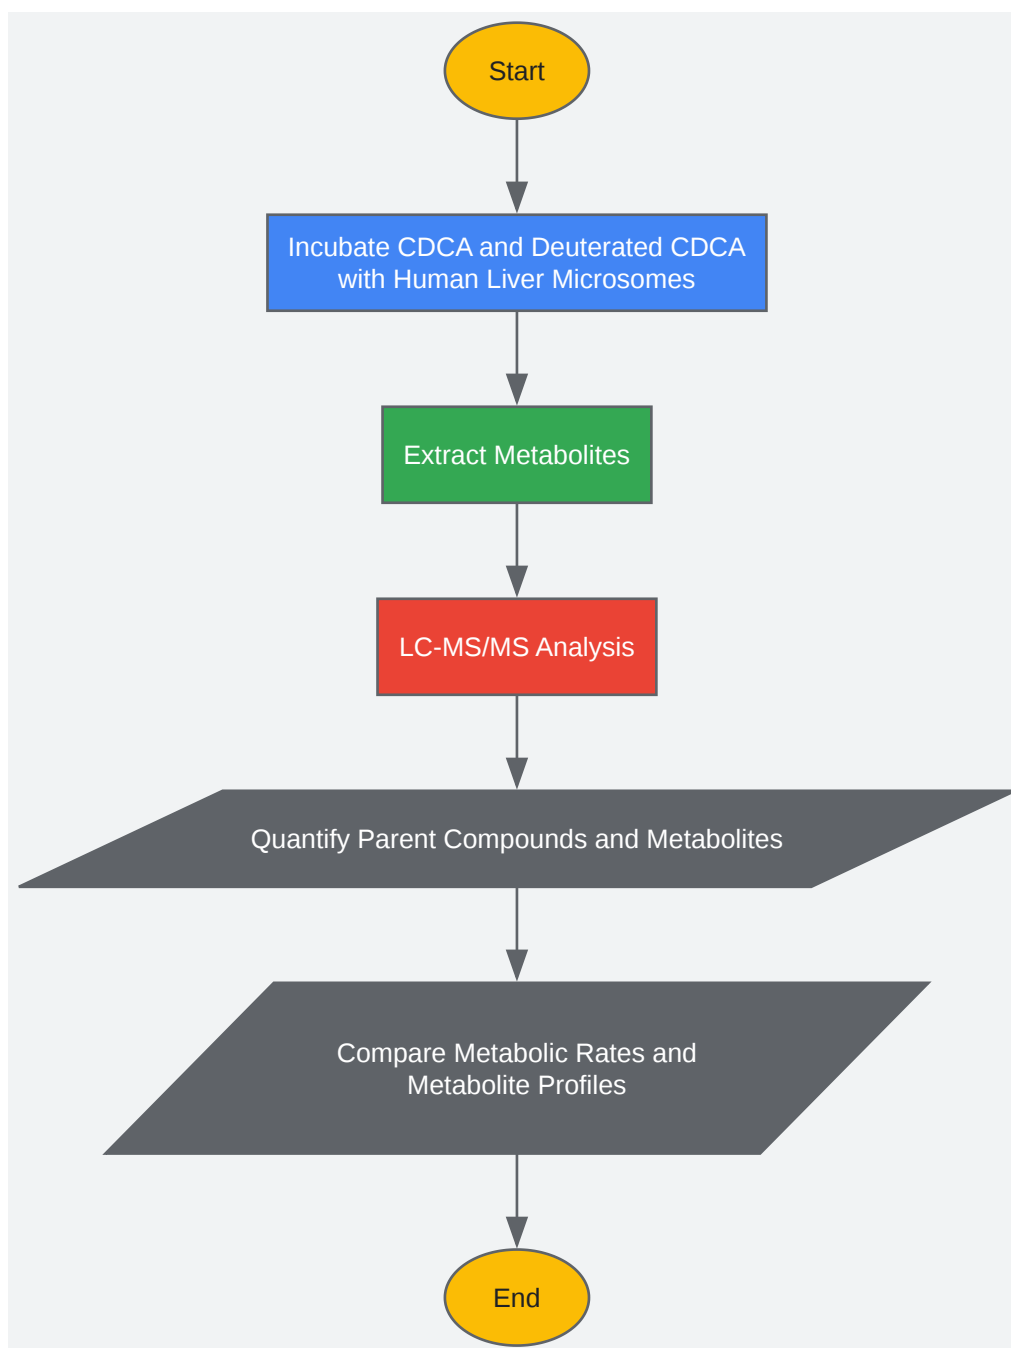 Start
Incubate CDCA and Deuterated CDCA
with Human Liver Microsomes
Extract Metabolites
LC-MS/MS Analysis
Quantify Parent Compounds and Metabolites
Compare Metabolic Rates and
Metabolite Profiles
End